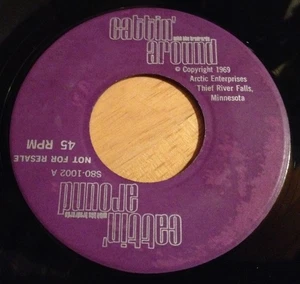 cattin'
around
© Copyright 1969
Arctic Enterprises
Thief River Falls,
Minnesota
S80-1002 A
NOT FOR RESALE
45 RPM
cattin'
around